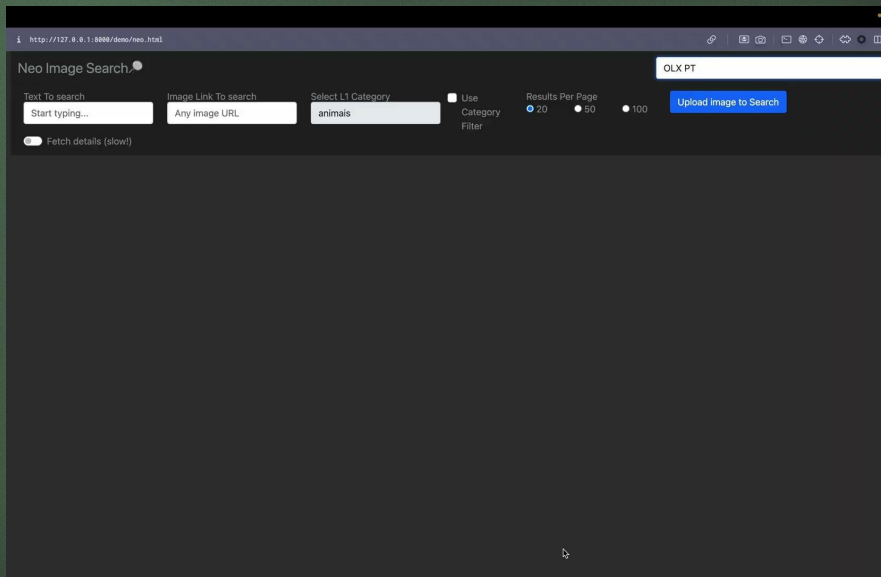 i http://127.0.0.1:8000/demo/neo.html
Neo Image Search
OLX PT
Text To search
Start typing...
Image Link To search
Any image URL
Select L1 Category
animais
Use
Category
Filter
Results Per Page
20 50 100
Upload image to Search
Fetch details (slow!)